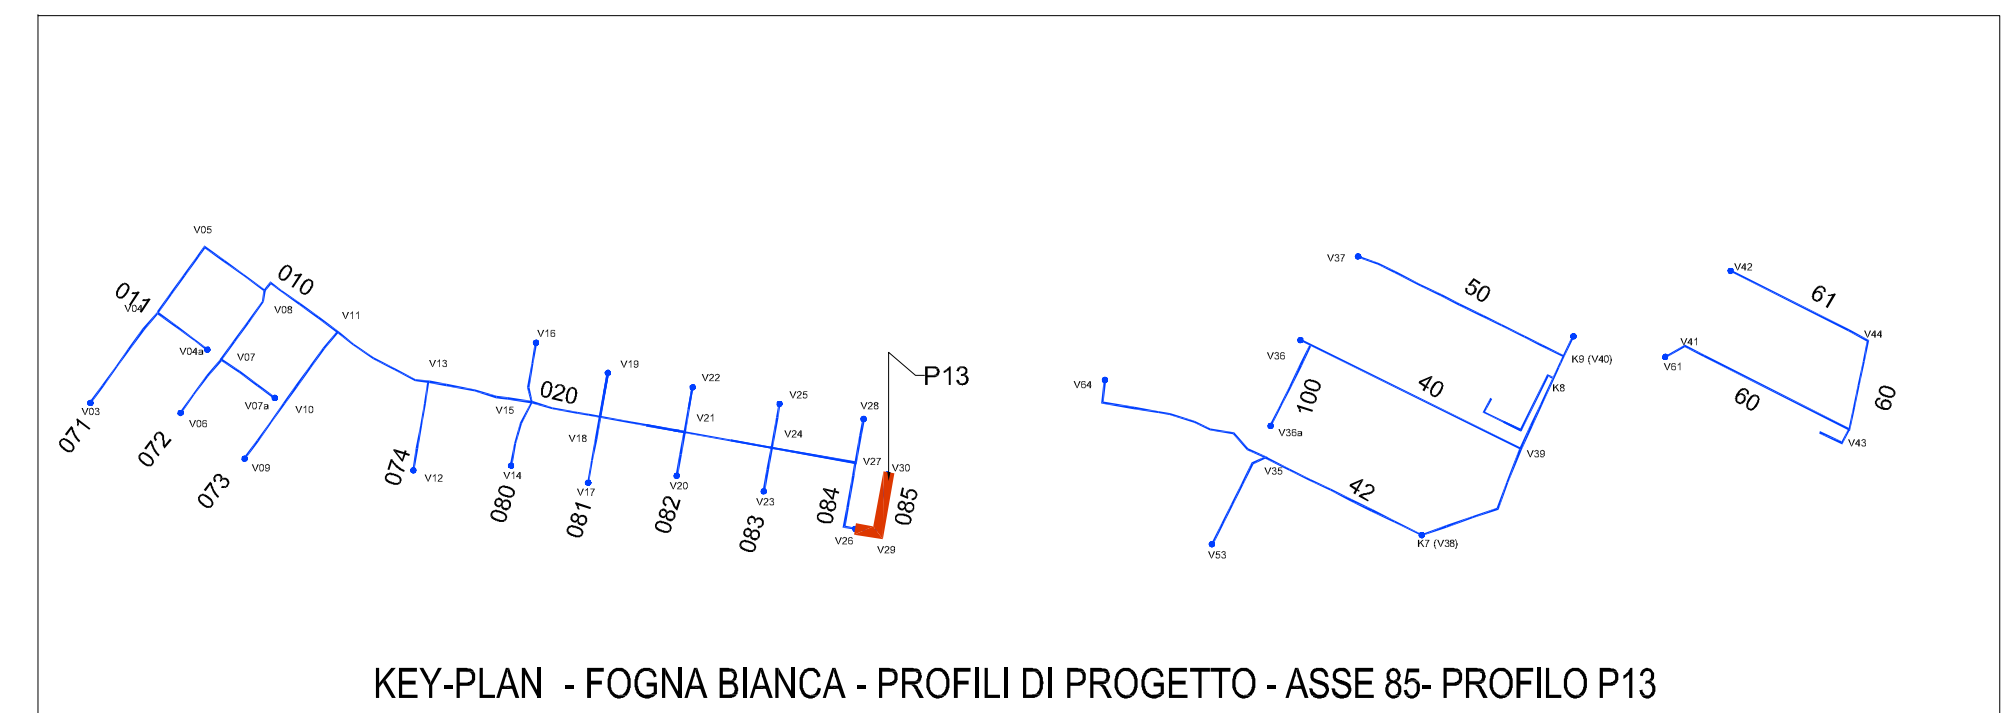 V05
010
011
V04
V08
V11
V04a
V07
V07a
V03
071
V06
072
V10
V09
073
V13
074
V12
V16
V15
020
V14
080
V19
V18
V17
081
V22
V21
V20
082
V25
V24
V23
083
V28
V27
084
V26
V30
085
V29
P13
V64
V37
50
V36
100
V36a
40
K9 (V40)
K8
V39
V35
42
V53
K7 (V38)
V42
61
V44
V41
V61
60
60
V43
KEY-PLAN - FOGNA BIANCA - PROFILI DI PROGETTO - ASSE 85- PROFILO P13